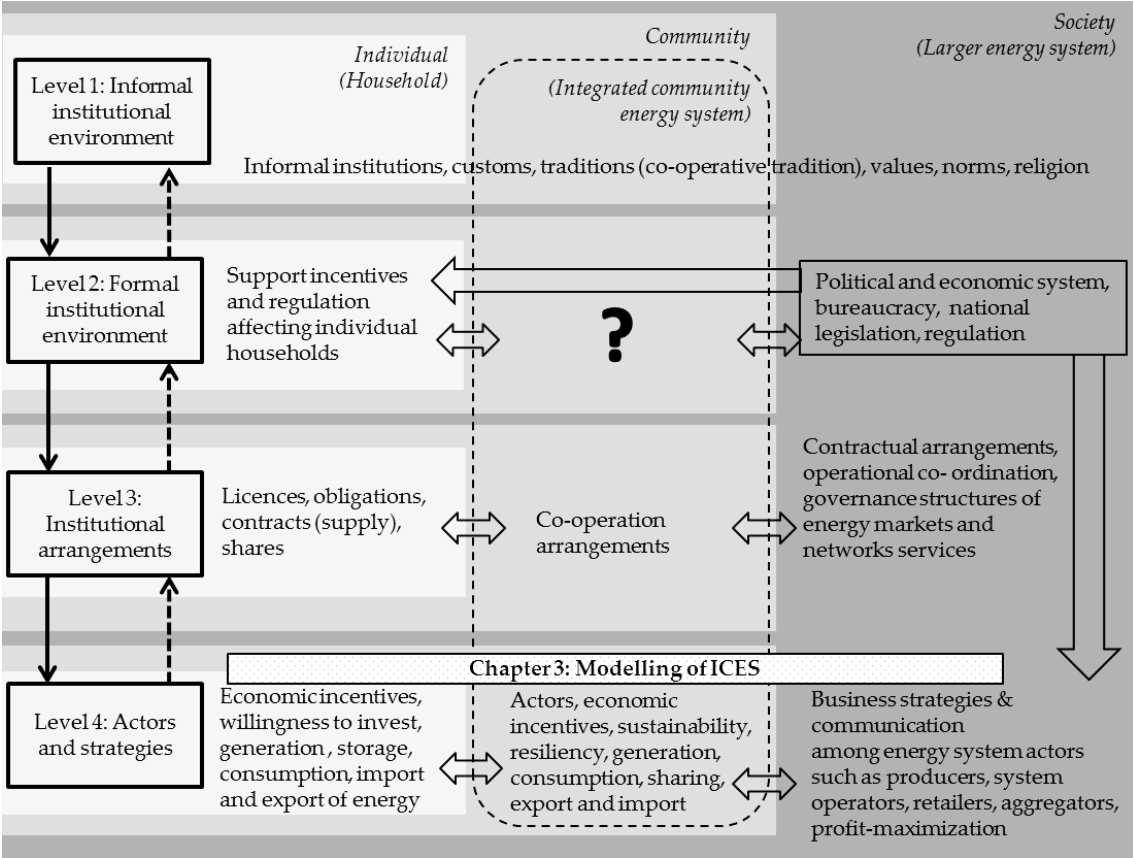 Individual
(Household)
Community
(Integrated community
energy system)
Society
(Larger energy system)
Level 1: Informal
institutional
environment
Informal institutions, customs, traditions (co-operative tradition), values, norms, religion
Level 2: Formal
institutional
environment
Support incentives
and regulation
affecting individual
households
?
Political and economic system,
bureaucracy, national
legislation, regulation
Level 3:
Institutional
arrangements
Licences, obligations,
contracts (supply),
shares
Co-operation
arrangements
Contractual arrangements,
operational co- ordination,
governance structures of
energy markets and
networks services
Chapter 3: Modelling of ICES
Level 4: Actors
and strategies
Economic incentives,
willingness to invest,
generation , storage,
consumption, import
and export of energy
Actors, economic
incentives, sustainability,
resiliency, generation,
consumption, sharing,
export and import
Business strategies &
communication
among energy system actors
such as producers, system
operators, retailers, aggregators,
profit-maximization